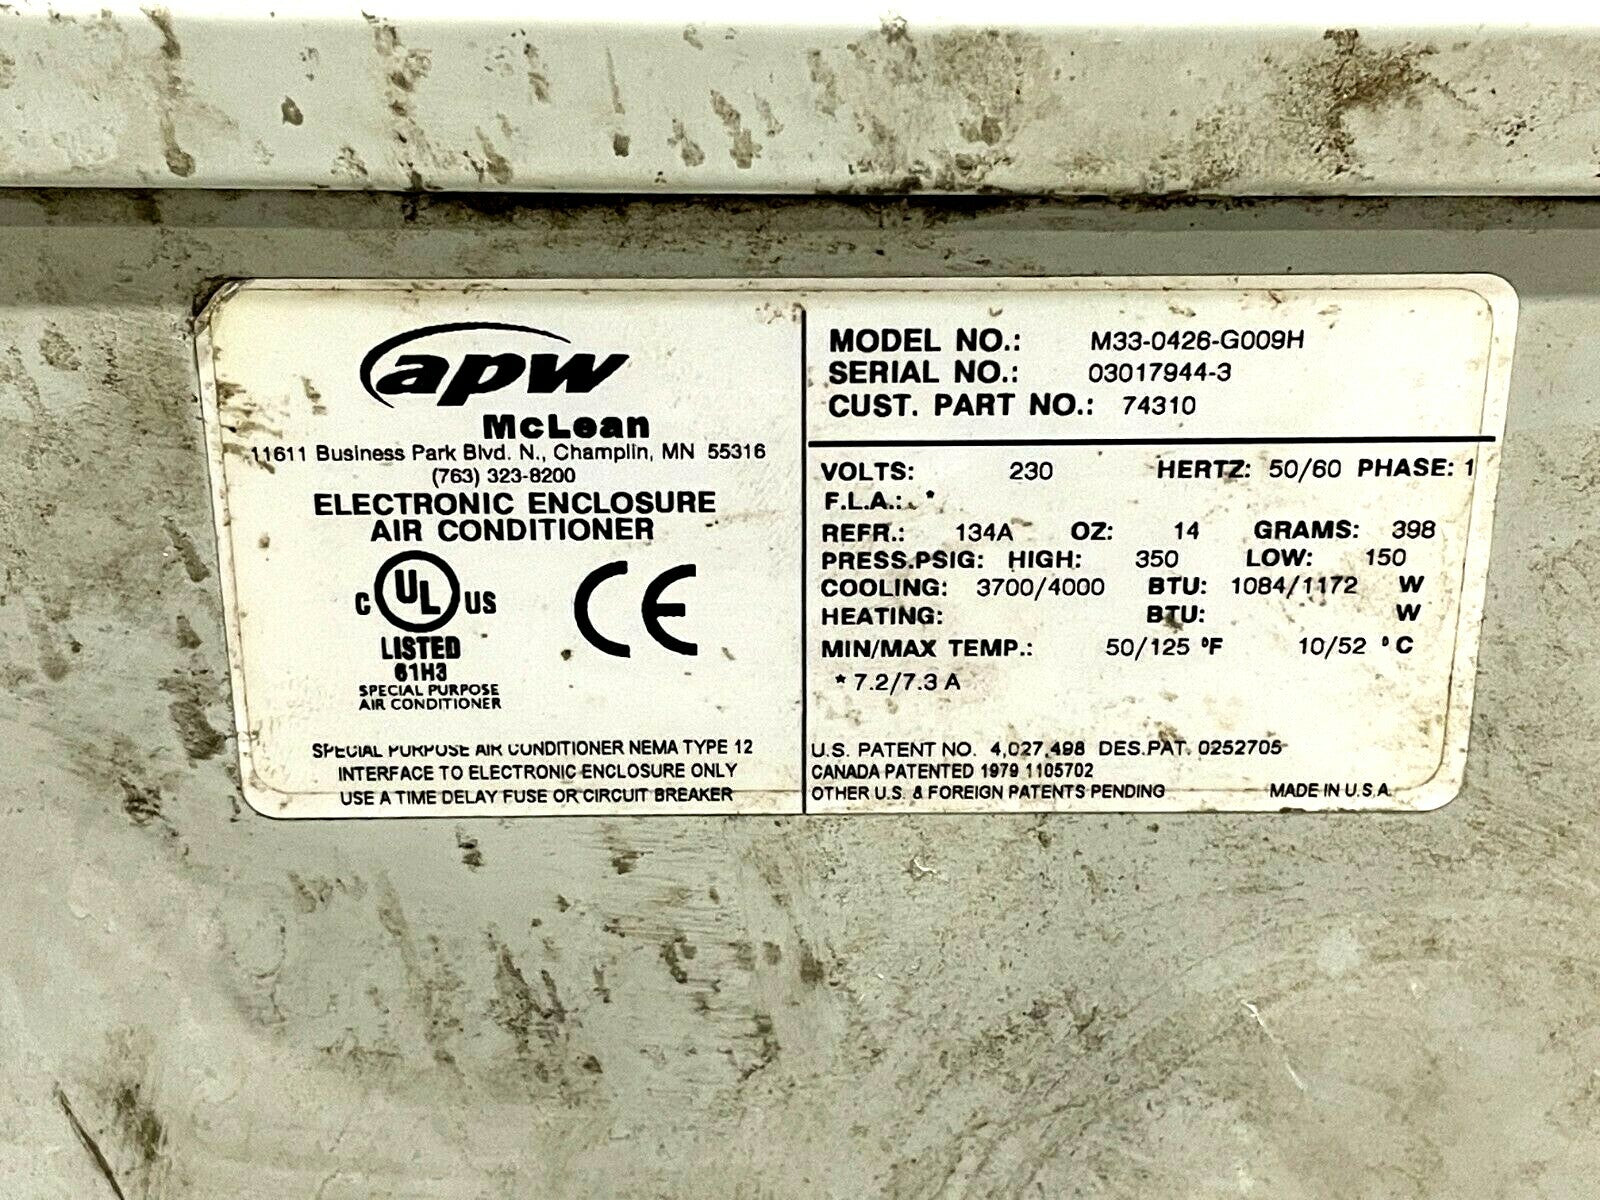 apw
McLean
11611 Business Park Blvd. N., Champlin, MN 55316
(763) 323-8200
ELECTRONIC ENCLOSURE
AIR CONDITIONER
C UL US
LISTED
61H3
SPECIAL PURPOSE
AIR CONDITIONER
CE
SPECIAL PURPOSE AIR CONDITIONER NEMA TYPE 12
INTERFACE TO ELECTRONIC ENCLOSURE ONLY
USE A TIME DELAY FUSE OR CIRCUIT BREAKER
MODEL NO.: M33-0426-G009H
SERIAL NO.: 03017944-3
CUST. PART NO.: 74310
VOLTS: 230 HERTZ: 50/60 PHASE: 1
F.L.A.: *
REFR.: 134A OZ: 14 GRAMS: 398
PRESS.PSIG: HIGH: 350 LOW: 150
COOLING: 3700/4000 BTU: 1084/1172 W
HEATING: BTU: W
MIN/MAX TEMP.: 50/125 °F 10/52 °C
* 7.2/7.3 A
U.S. PATENT NO. 4,027,498 DES.PAT. 0252705
CANADA PATENTED 1979 1105702
OTHER U.S. & FOREIGN PATENTS PENDING MADE IN U.S.A.